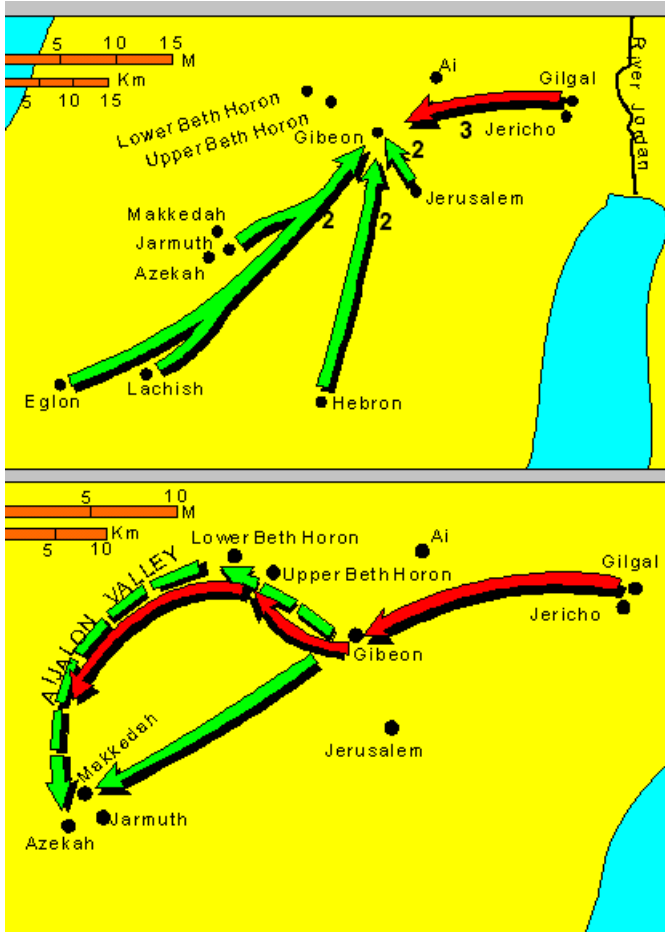 5 10 15
M
Km
5 10 15
Ai
Gilgal
River Jordan
Lower Beth Horon
Upper Beth Horon
Gibeon
3
Jericho
2
Jerusalem
Makkedah
2
2
Jarmuth
Azekah
Eglon
Lachish
Hebron
5 10
M
Km
5 10
Lower Beth Horon
Ai
Upper Beth Horon
Gilgal
Jericho
AIJALON VALLEY
Gibeon
Makkedah
Jerusalem
Jarmuth
Azekah